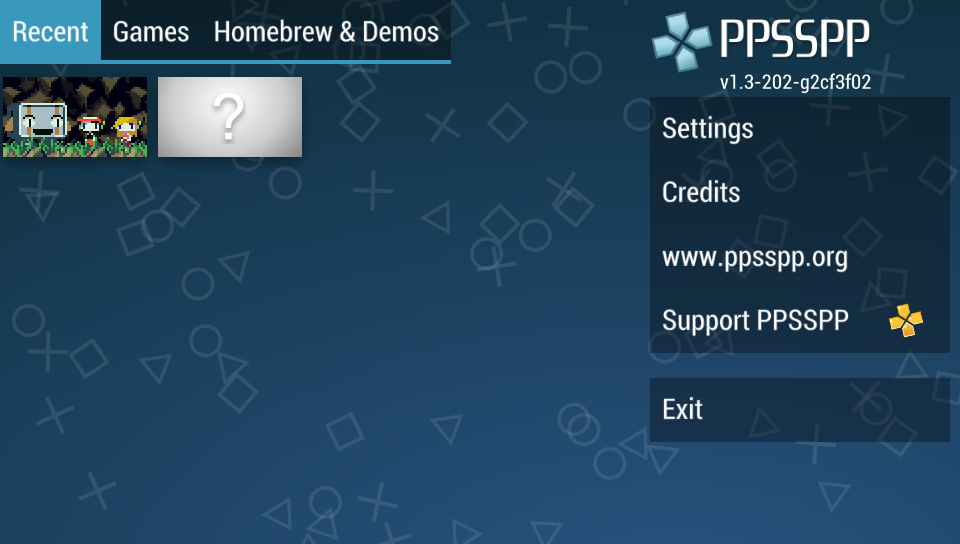 Recent Games Homebrew & Demos
?
PPSSPP
v1.3-202-g2cf3f02
Settings
Credits
www.ppsspp.org
Support PPSSPP
Exit